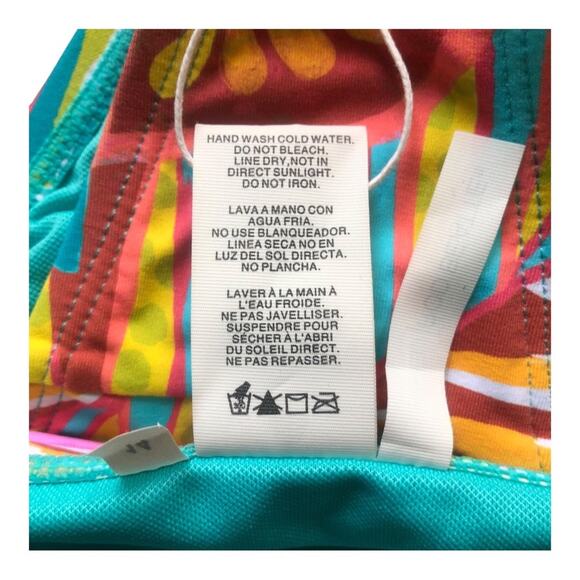 HAND WASH COLD WATER.
DO NOT BLEACH.
LINE DRY,NOT IN
DIRECT SUNLIGHT.
DO NOT IRON.
LAVA A MANO CON
AGUA FRIA.
NO USE BLANQUEADOR.
LINEA SECA NO EN
LUZ DEL SOL DIRECTA.
NO PLANCHA.
LAVER À LA MAIN À
L'EAU FROIDE.
NE PAS JAVELLISER.
SUSPENDRE POUR
SÉCHER À L'ABRI
DU SOLEIL DIRECT.
NE PAS REPASSER.
14